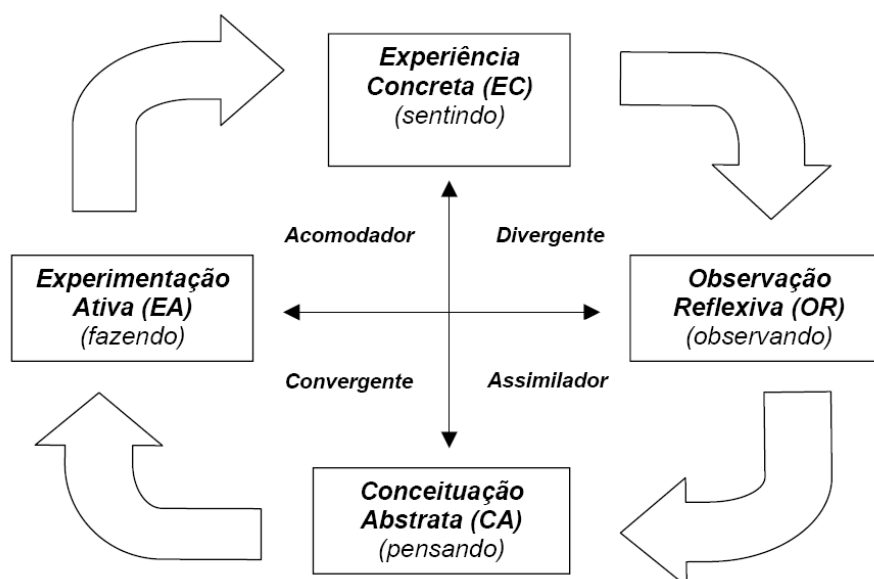 Experiência
Concreta (EC)
(sentindo)
Acomodador
Divergente
Experimentação
Ativa (EA)
(fazendo)
Observação
Reflexiva (OR)
(observando)
Convergente
Assimilador
Conceituação
Abstrata (CA)
(pensando)